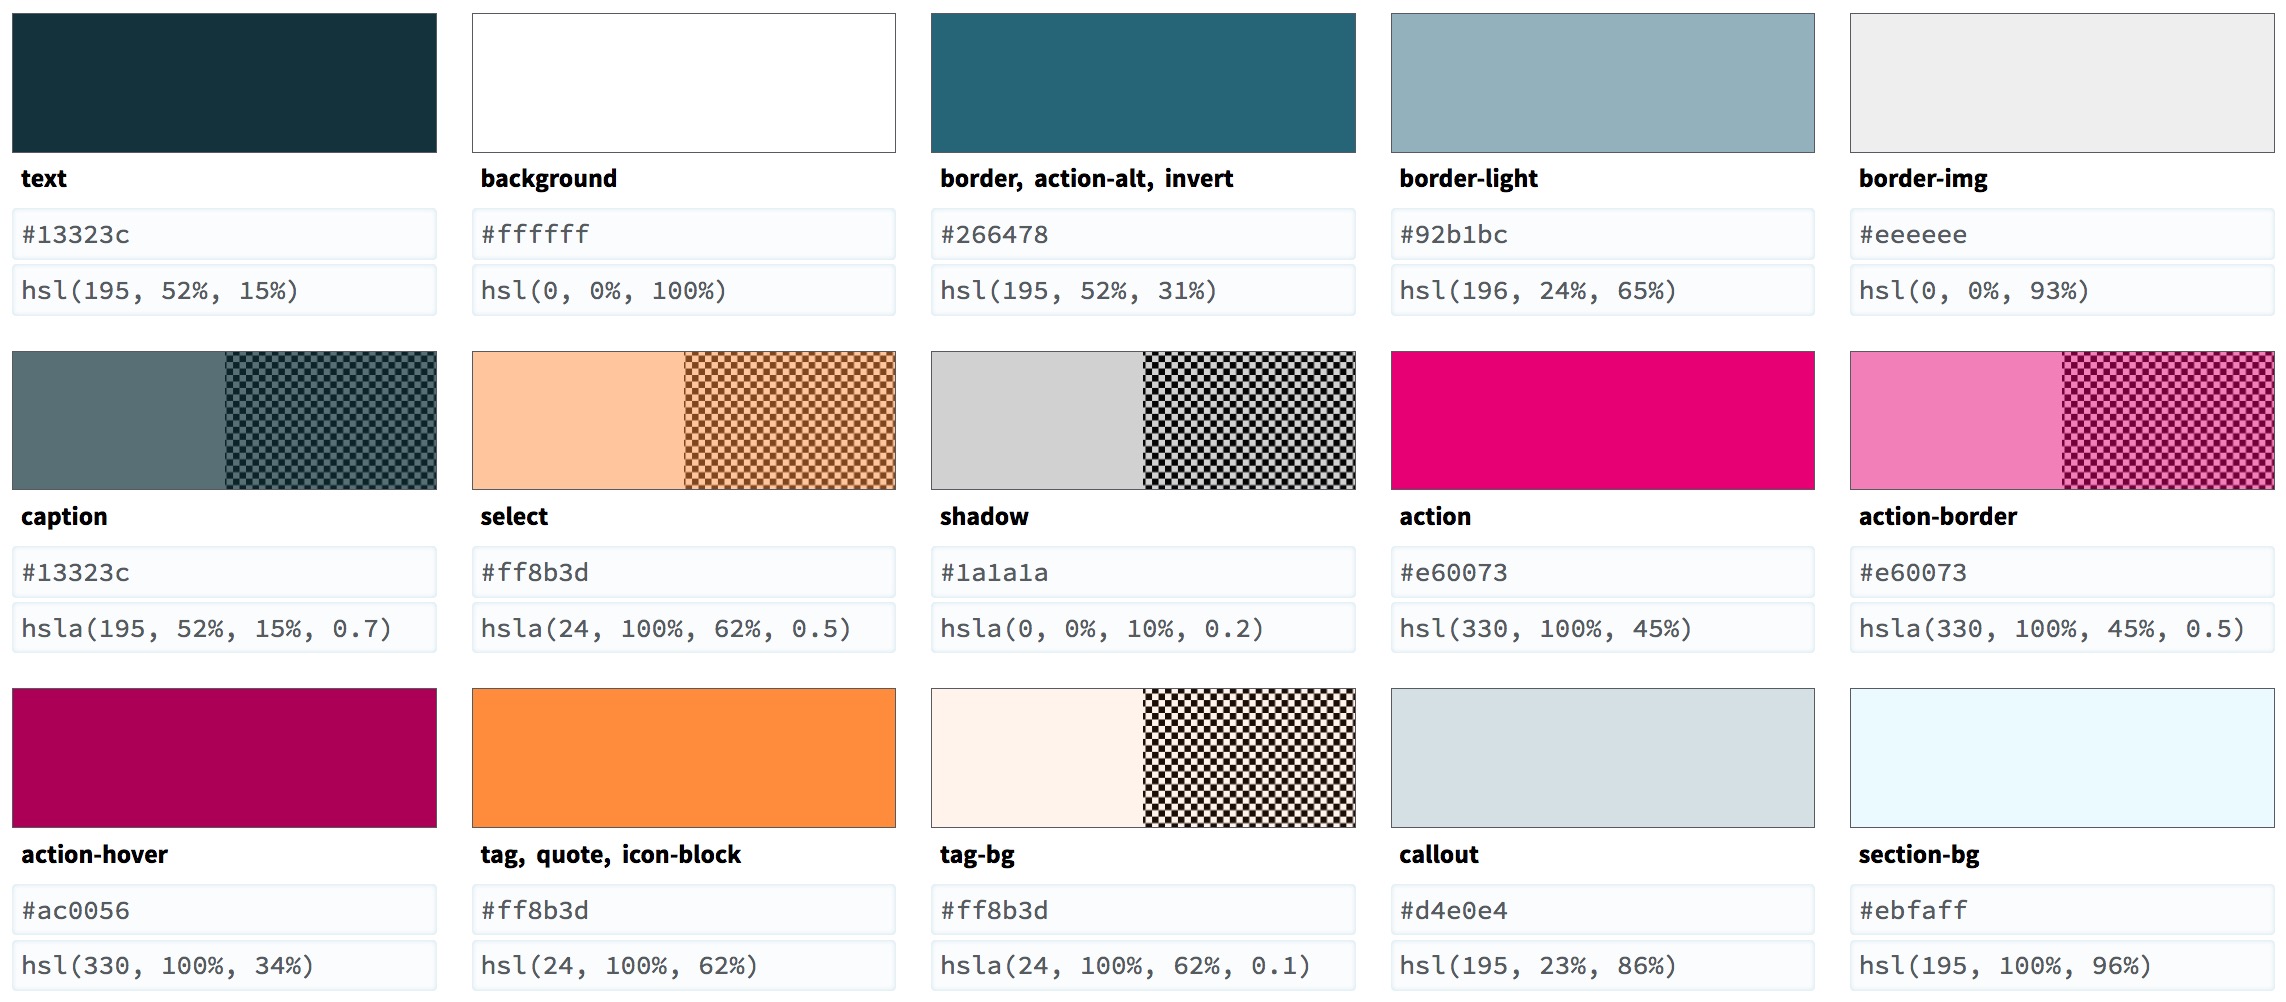 text
#13323c
hsl(195, 52%, 15%)
background
#ffffff
hsl(0, 0%, 100%)
border, action-alt, invert
#266478
hsl(195, 52%, 31%)
border-light
#92b1bc
hsl(196, 24%, 65%)
border-img
#eeeeee
hsl(0, 0%, 93%)
caption
#13323c
hsla(195, 52%, 15%, 0.7)
select
#ff8b3d
hsla(24, 100%, 62%, 0.5)
shadow
#1a1a1a
hsla(0, 0%, 10%, 0.2)
action
#e60073
hsl(330, 100%, 45%)
action-border
#e60073
hsla(330, 100%, 45%, 0.5)
action-hover
#ac0056
hsl(330, 100%, 34%)
tag, quote, icon-block
#ff8b3d
hsl(24, 100%, 62%)
tag-bg
#ff8b3d
hsla(24, 100%, 62%, 0.1)
callout
#d4e0e4
hsl(195, 23%, 86%)
section-bg
#ebfaff
hsl(195, 100%, 96%)